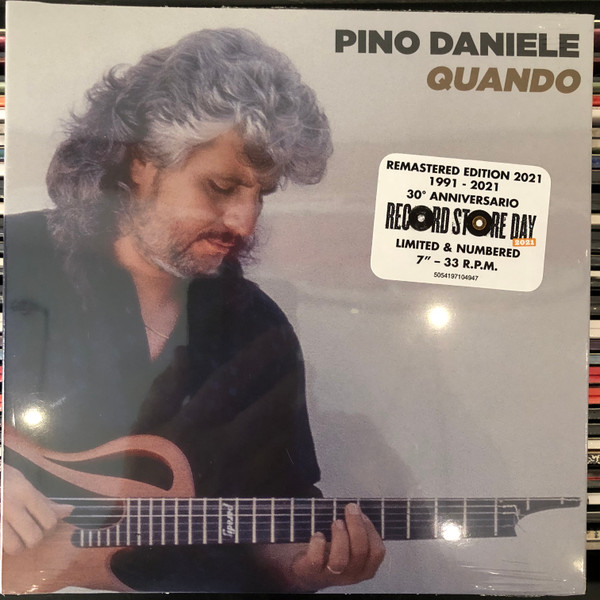 PINO DANIELE
QUANDO
REMASTERED EDITION 2021
1991 - 2021
30° ANNIVERSARIO
RECORD STORE DAY
2021
LIMITED & NUMBERED
7" – 33 R.P.M.
5054197104947